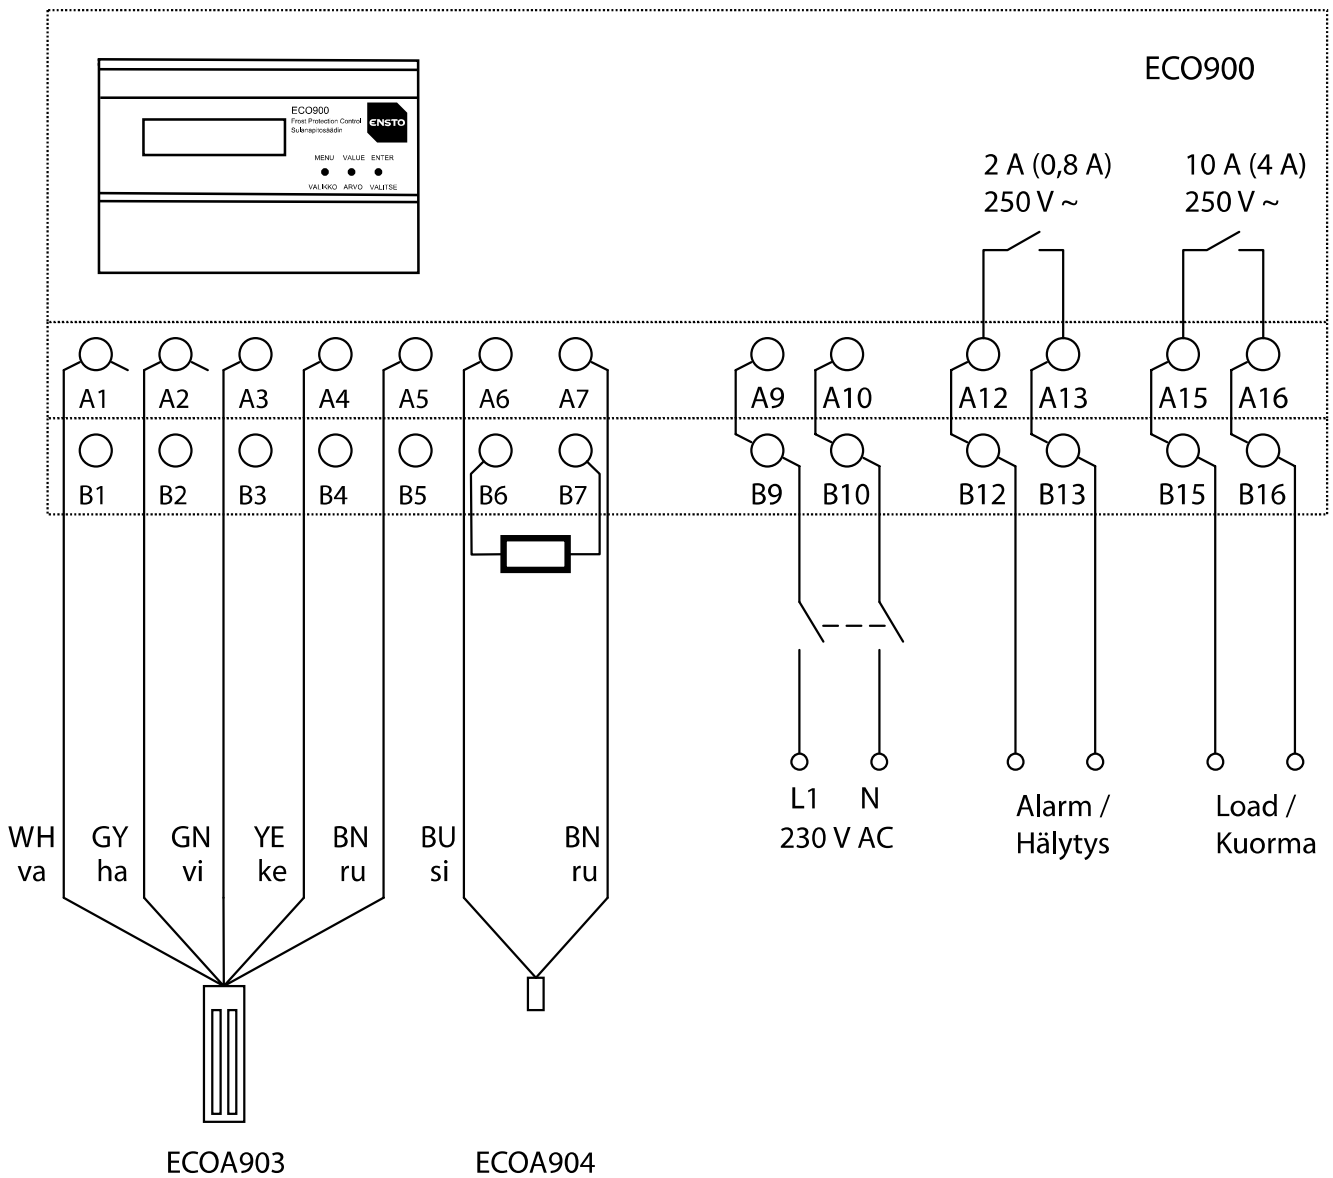 ECO900
ECO900
Frost Protection Control
Sulanapitosäädin
ENSTO
MENU VALUE ENTER
VALIKKO ARVO VALITSE
2 A (0,8 A)
250 V ~
10 A (4 A)
250 V ~
A1 A2 A3 A4 A5 A6 A7 A9 A10 A12 A13 A15 A16
B1 B2 B3 B4 B5 B6 B7 B9 B10 B12 B13 B15 B16
L1 N
230 V AC
Alarm /
Hälytys
Load /
Kuorma
WH GY GN YE BN BU BN
va ha vi ke ru si ru
ECOA903 ECOA904